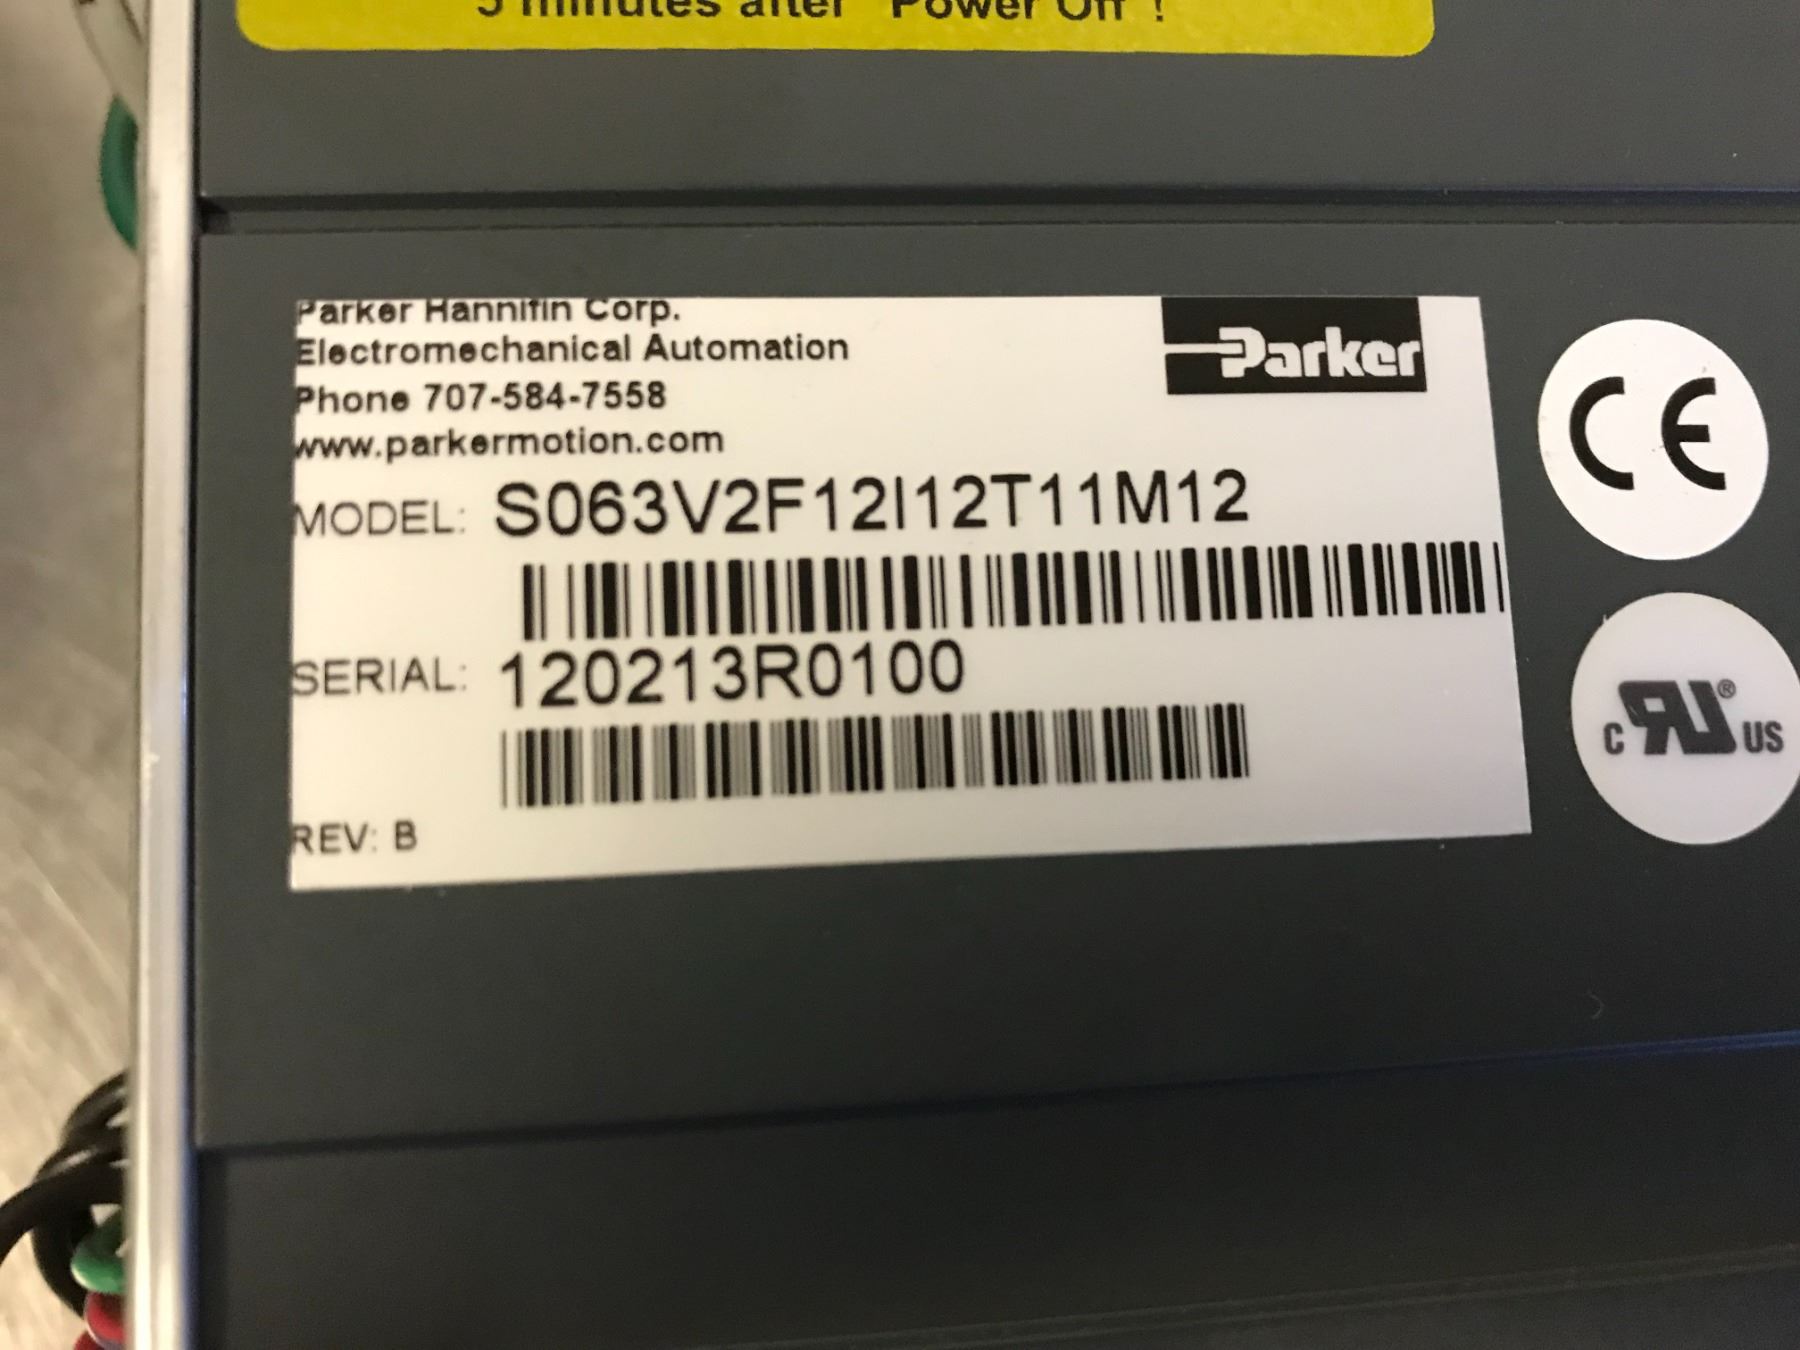 5 minutes after "Power Off"!
Parker Hannifin Corp.
Electromechanical Automation
Phone 707-584-7558
www.parkermotion.com
Parker
MODEL: S063V2F12I12T11M12
SERIAL: 120213R0100
REV: B
CE
c RU ® US